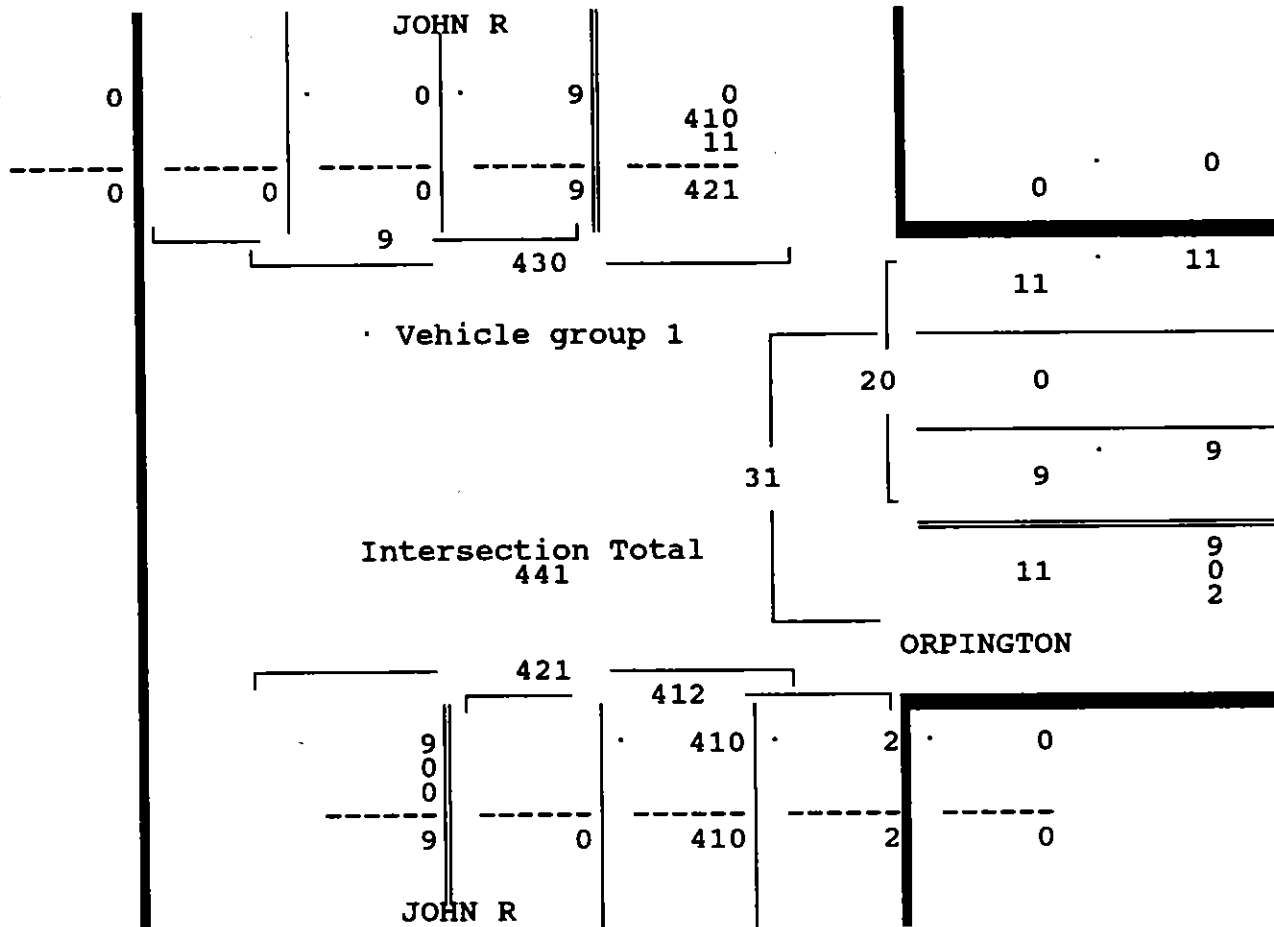 JOHN R
0 0 9 0
410
11
------ ------ ------ ------ ------
0 0 0 9 421
0
0
9
430
11
11
Vehicle group 1
20 0
9
31 9
Intersection Total
441
9
11 0
2
ORPINGTON
421
412
9 410 2 0
0
0
------ ------ ------ ------ ------
9 0 410 2 0
JOHN R